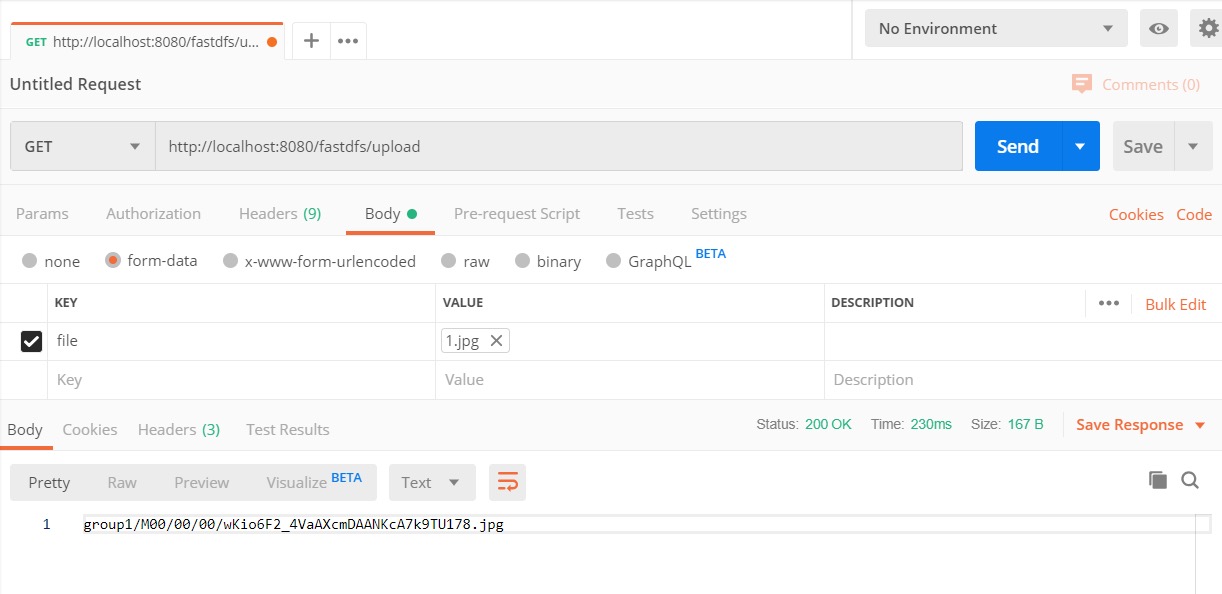 GET http://localhost:8080/fastdfs/u... + ••• No Environment
Untitled Request Comments (0)
GET http://localhost:8080/fastdfs/upload Send Save
Params Authorization Headers (9) Body Pre-request Script Tests Settings Cookies Code
none form-data x-www-form-urlencoded raw binary GraphQL BETA
KEY VALUE DESCRIPTION ••• Bulk Edit
file 1.jpg
Key Value Description
Body Cookies Headers (3) Test Results Status: 200 OK Time: 230ms Size: 167 B Save Response
Pretty Raw Preview Visualize BETA Text
1 group1/M00/00/00/wKio6F2_4VaAXcmDAANKcA7k9TU178.jpg